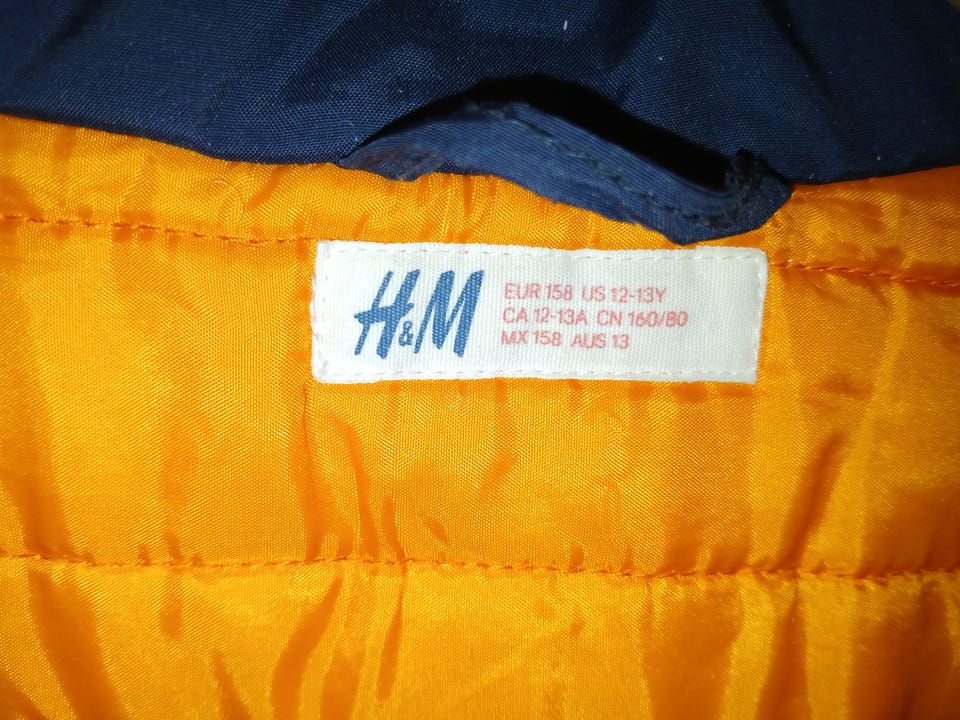 H&M
EUR 158 US 12-13Y
CA 12-13A CN 160/80
MX 158 AUS 13